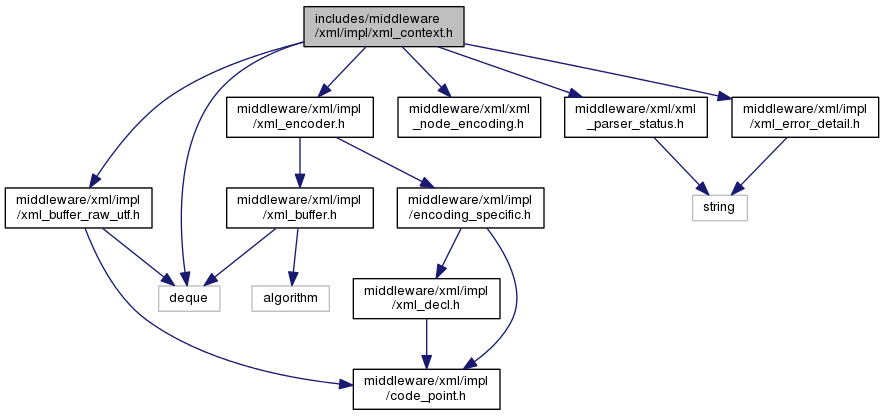 includes/middleware
/xml/impl/xml_context.h
middleware/xml/impl
/xml_encoder.h
middleware/xml/xml
_node_encoding.h
middleware/xml/xml
_parser_status.h
middleware/xml/impl
/xml_error_detail.h
middleware/xml/impl
/xml_buffer_raw_utf.h
middleware/xml/impl
/xml_buffer.h
middleware/xml/impl
/encoding_specific.h
string
deque
algorithm
middleware/xml/impl
/xml_decl.h
middleware/xml/impl
/code_point.h